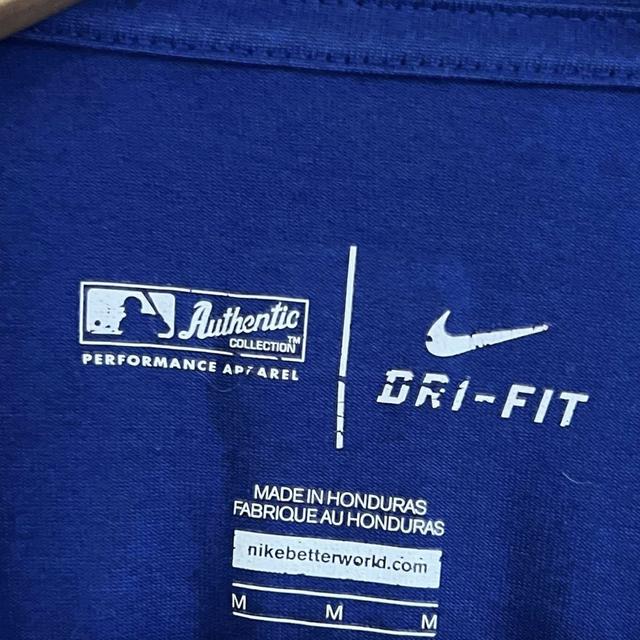 Authentic
COLLECTION™
PERFORMANCE APPAREL
DRI-FIT
MADE IN HONDURAS
FABRIQUE AU HONDURAS
nikebetterworld.com
M M M